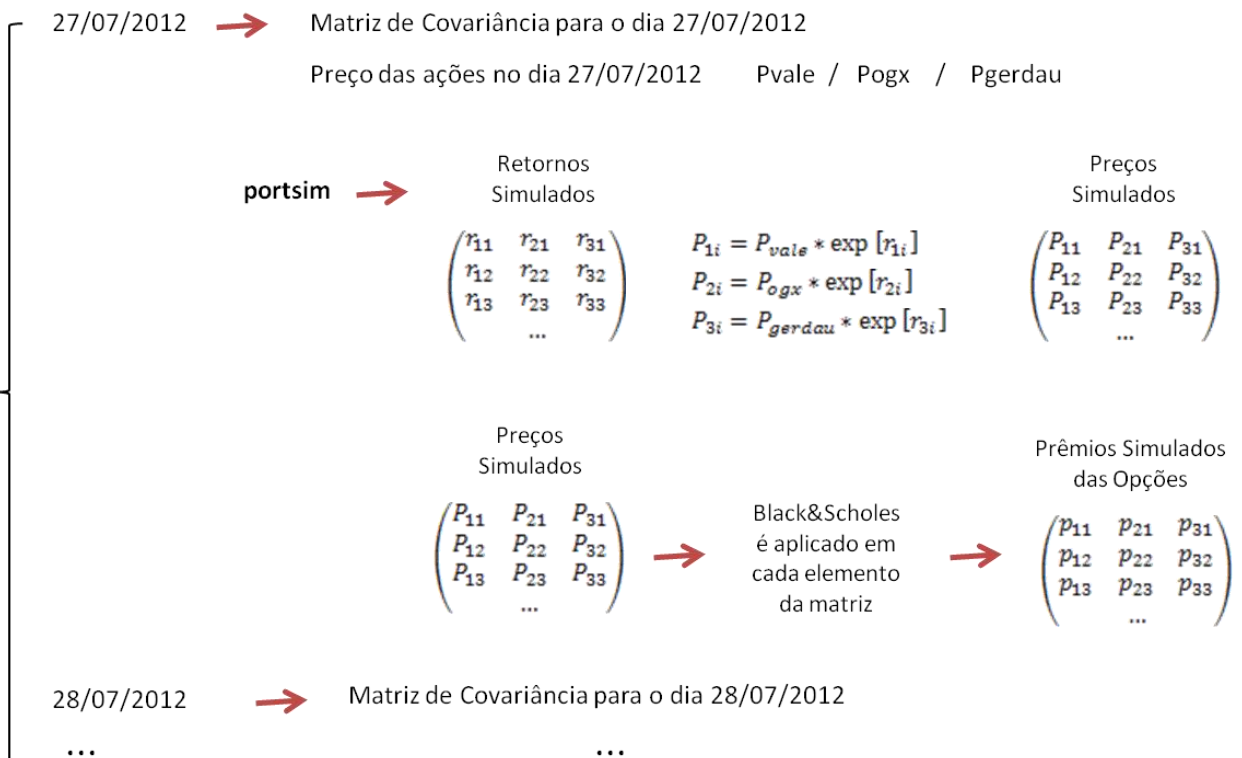 27/07/2012 Matriz de Covariância para o dia 27/07/2012
Preço das ações no dia 27/07/2012 Pvale / Pogx / Pgerdau
portsim
Retornos
Simulados
r₁₁ r₂₁ r₃₁
r₁₂ r₂₂ r₃₂
r₁₃ r₂₃ r₃₃
...
P₁ᵢ = P_vale * exp [r₁ᵢ]
P₂ᵢ = P_ogx * exp [r₂ᵢ]
P₃ᵢ = P_gerdau * exp [r₃ᵢ]
Preços
Simulados
P₁₁ P₂₁ P₃₁
P₁₂ P₂₂ P₃₂
P₁₃ P₂₃ P₃₃
...
Preços
Simulados
P₁₁ P₂₁ P₃₁
P₁₂ P₂₂ P₃₂
P₁₃ P₂₃ P₃₃
...
Black&Scholes
é aplicado em
cada elemento
da matriz
Prêmios Simulados
das Opções
p₁₁ p₂₁ p₃₁
p₁₂ p₂₂ p₃₂
p₁₃ p₂₃ p₃₃
...
28/07/2012 Matriz de Covariância para o dia 28/07/2012
... ...